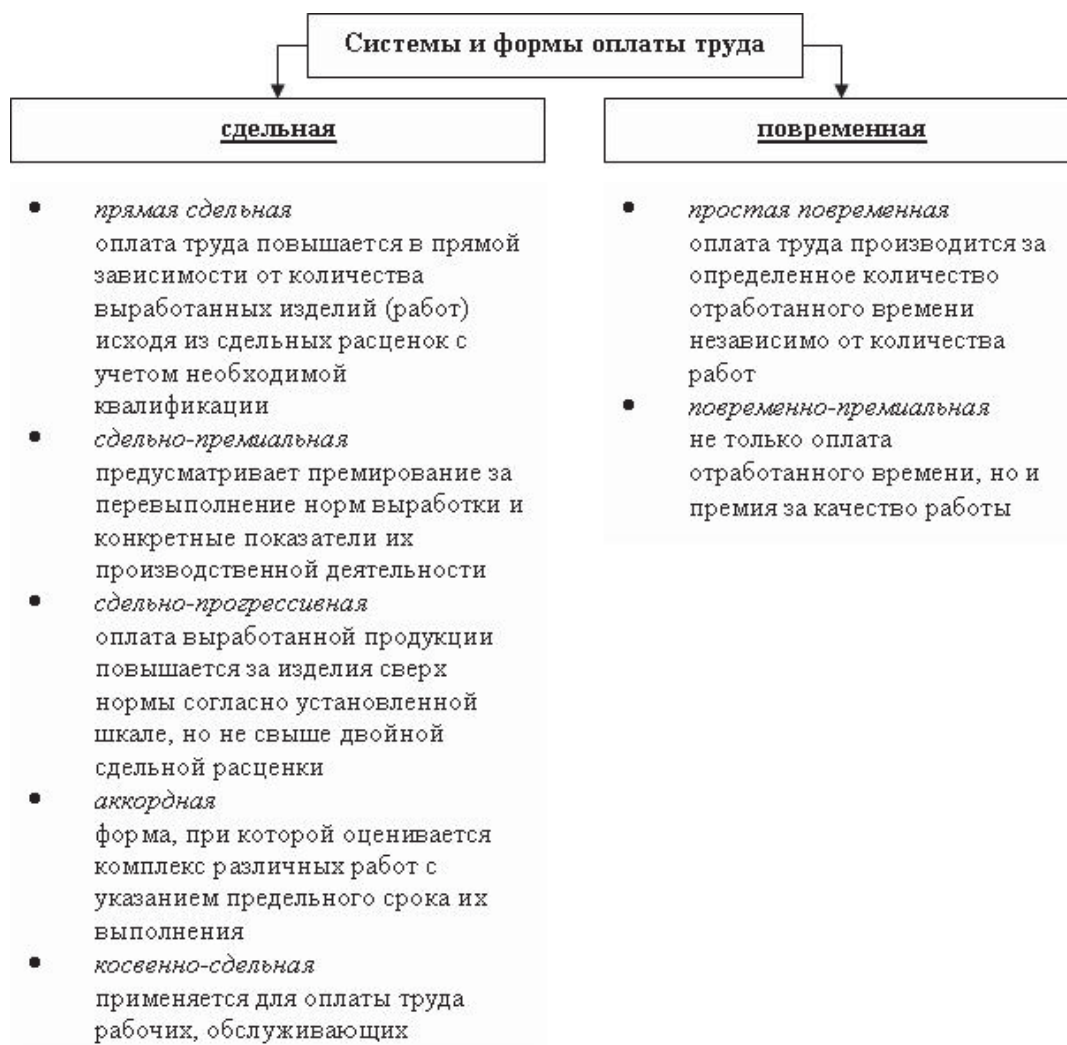 Системы и формы оплаты труда
сдельная
прямая сдельная
оплата труда повышается в прямой
зависимости от количества
выработанных изделий (работ)
исходя из сдельных расценок с
учетом необходимой
квалификации
сдельно-премиальная
предусматривает премирование за
перевыполнение норм выработки и
конкретные показатели их
производственной деятельности
сдельно-прогрессивная
оплата выработанной продукции
повышается за изделия сверх
нормы согласно установленной
шкале, но не свыше двойной
сдельной расценки
аккордная
форма, при которой оценивается
комплекс различных работ с
указанием предельного срока их
выполнения
косвенно-сдельная
применяется для оплаты труда
рабочих, обслуживающих
повременная
простая повременная
оплата труда производится за
определенное количество
отработанного времени
независимо от количества
работ
повременно-премиальная
не только оплата
отработанного времени, но и
премия за качество работы